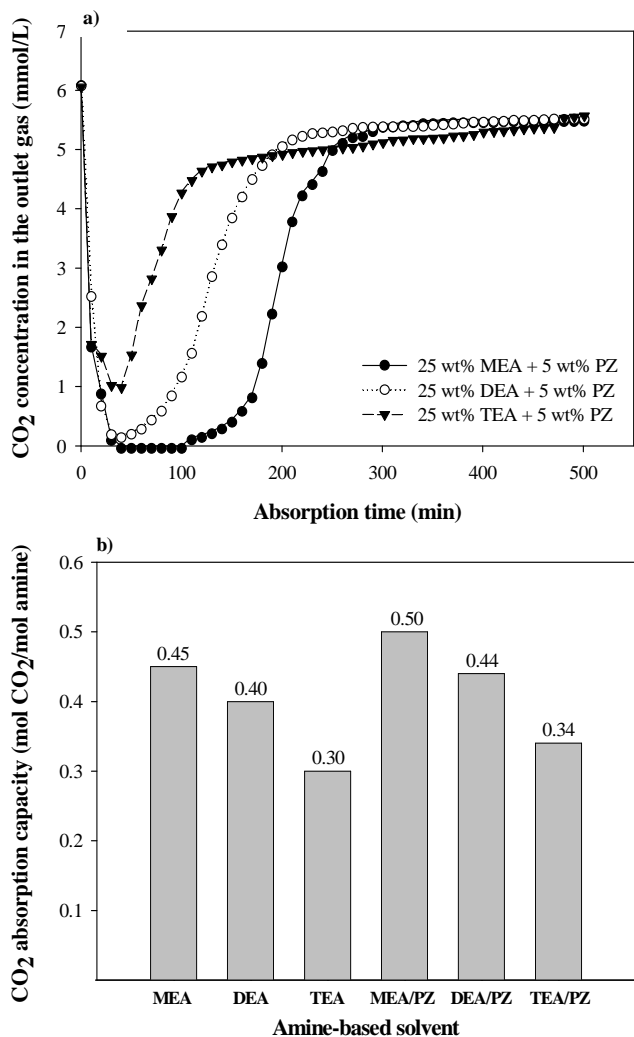 a)
CO2 concentration in the outlet gas (mmol/L)
7
6
5
4
3
2
1
0
25 wt% MEA + 5 wt% PZ
25 wt% DEA + 5 wt% PZ
25 wt% TEA + 5 wt% PZ
0 100 200 300 400 500
Absorption time (min)
b)
CO2 absorption capacity (mol CO2/mol amine)
0.6
0.5
0.4
0.3
0.2
0.1
0.45
0.40
0.30
0.50
0.44
0.34
MEA DEA TEA MEA/PZ DEA/PZ TEA/PZ
Amine-based solvent